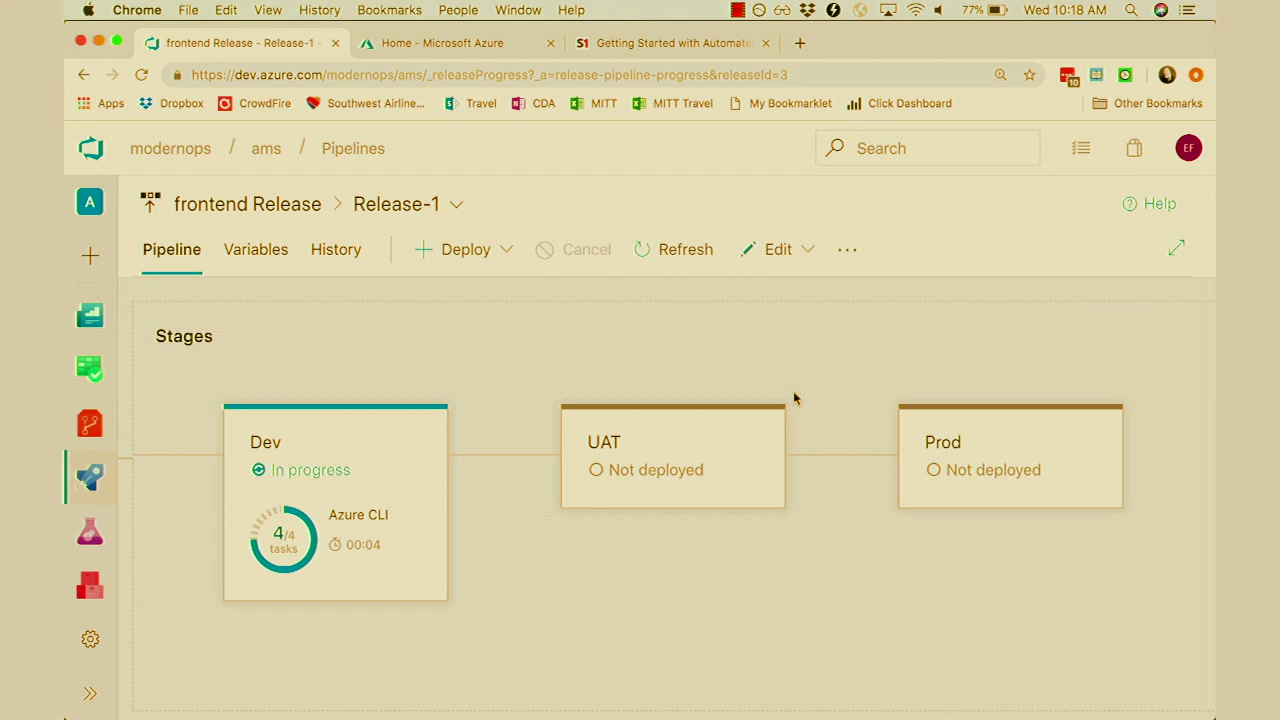 Chrome File Edit View History Bookmarks People Window Help 77% Wed 10:18 AM
frontend Release - Release-1 - Home - Microsoft Azure S1 Getting Started with Automate
https://dev.azure.com/modernops/ams/_releaseProgress?_a=release-pipeline-progress&releaseId=3 10
Apps Dropbox CrowdFire Southwest Airline... Travel CDA MITT MITT Travel My Bookmarklet Click Dashboard Other Bookmarks
modernops / ams / Pipelines Search EF
A frontend Release > Release-1 Help
Pipeline Variables History Deploy Cancel Refresh Edit ...
Stages
Dev UAT Prod
In progress Not deployed Not deployed
Azure CLI
4/4
tasks 00:04